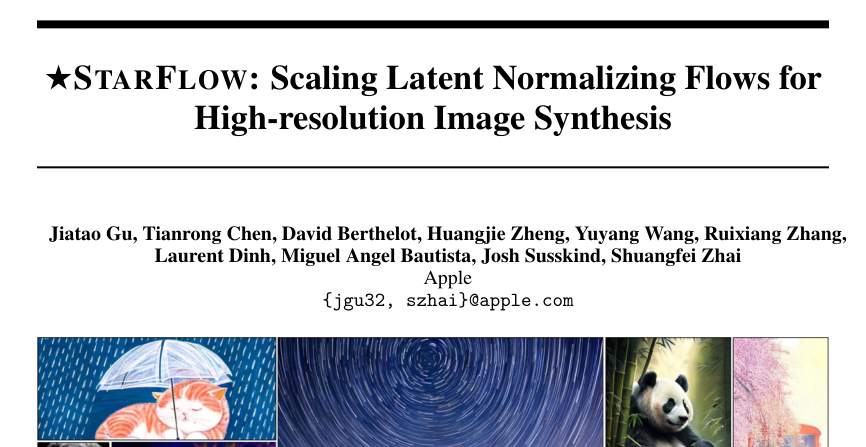 ★STARFLOW: Scaling Latent Normalizing Flows for
High-resolution Image Synthesis
Jiatao Gu, Tianrong Chen, David Berthelot, Huangjie Zheng, Yuyang Wang, Ruixiang Zhang,
Laurent Dinh, Miguel Angel Bautista, Josh Susskind, Shuangfei Zhai
Apple
{jgu32, szhai}@apple.com